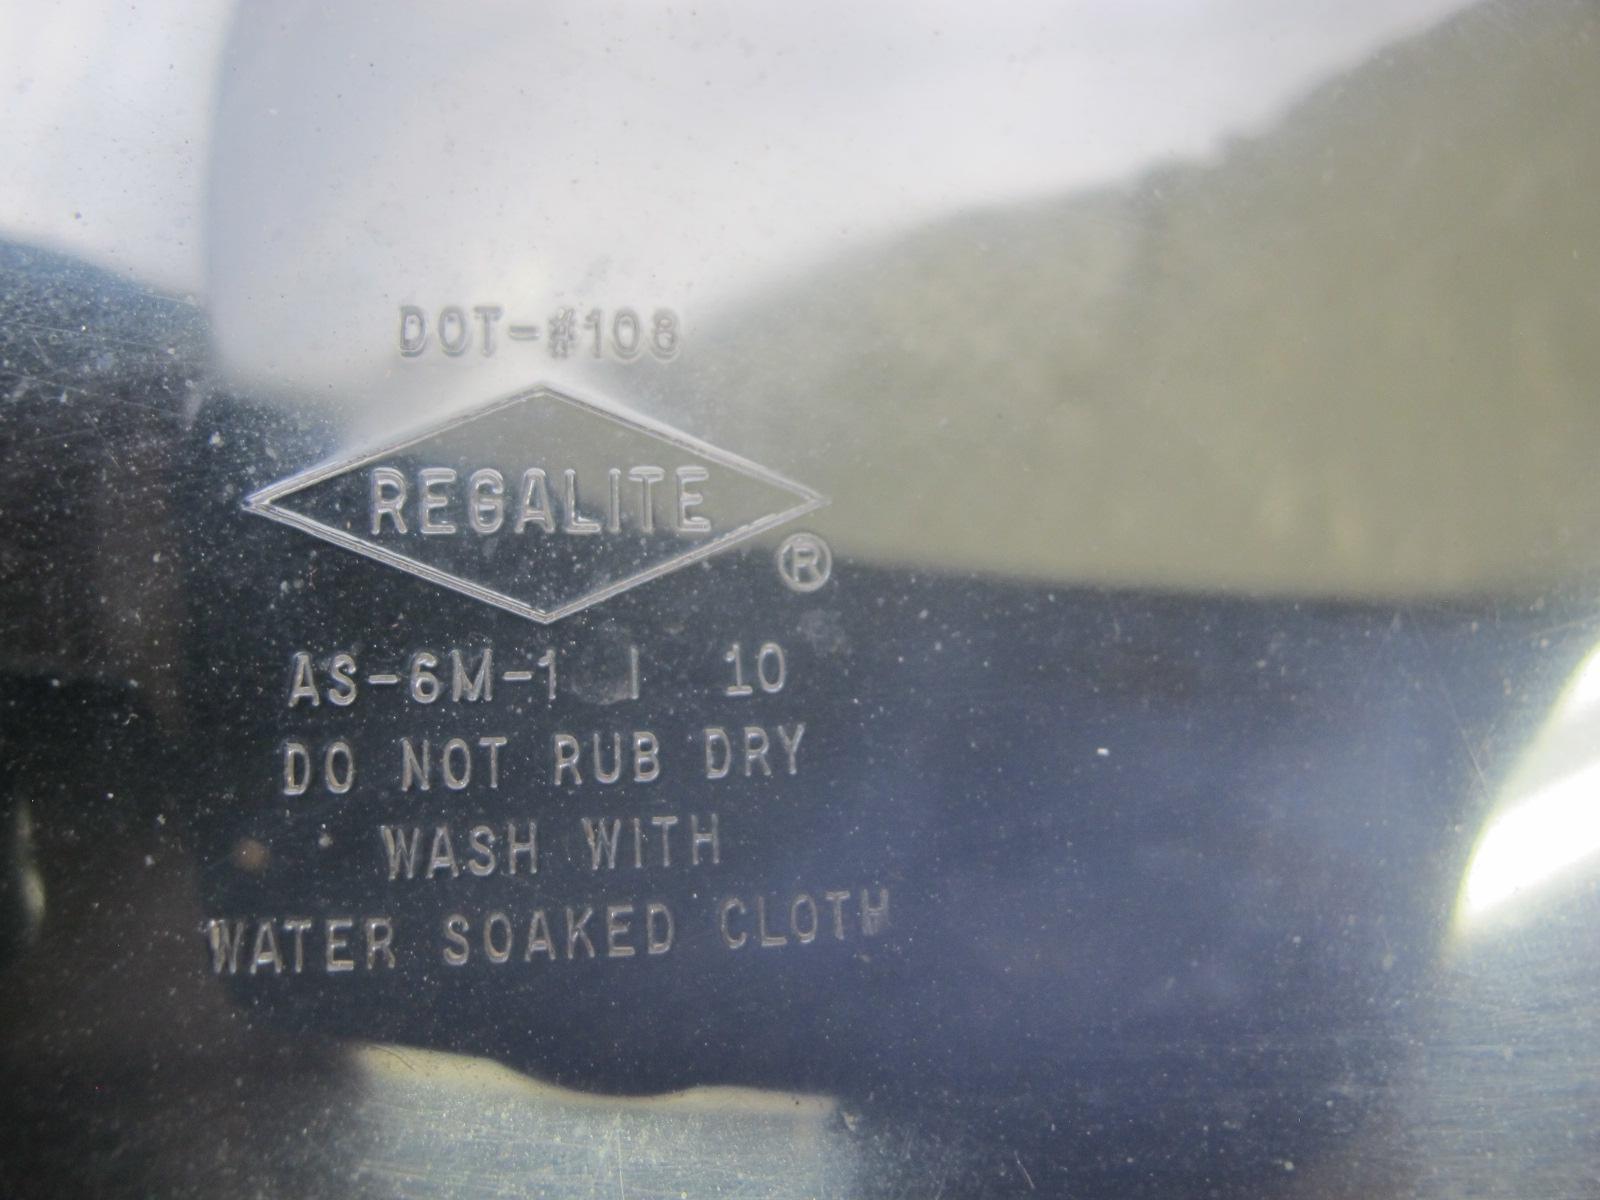 DOT-#108
REGALITE
®
AS-6M-1 I 10
DO NOT RUB DRY
WASH WITH
WATER SOAKED CLOTH